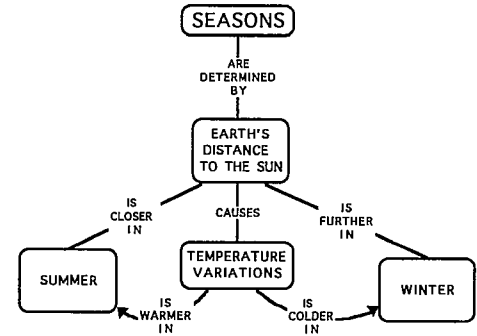 SEASONS
ARE
DETERMINED
BY
EARTH'S
DISTANCE
TO THE SUN
IS
CLOSER
IN
CAUSES
IS
FURTHER
IN
SUMMER
TEMPERATURE
VARIATIONS
WINTER
IS
WARMER
IN
IS
COLDER
IN